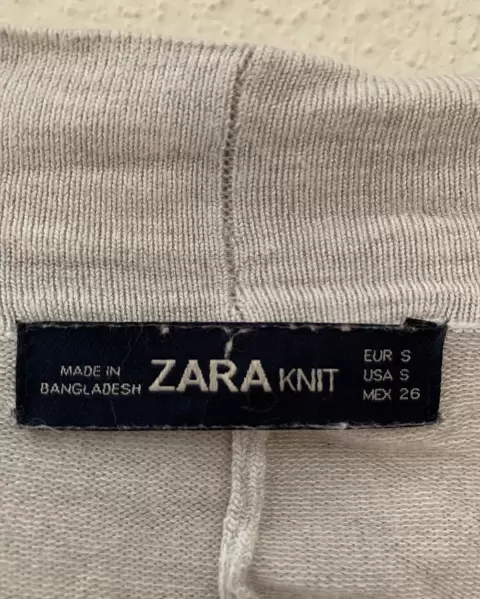 MADE IN
BANGLADESH
ZARA KNIT
EUR S
USA S
MEX 26